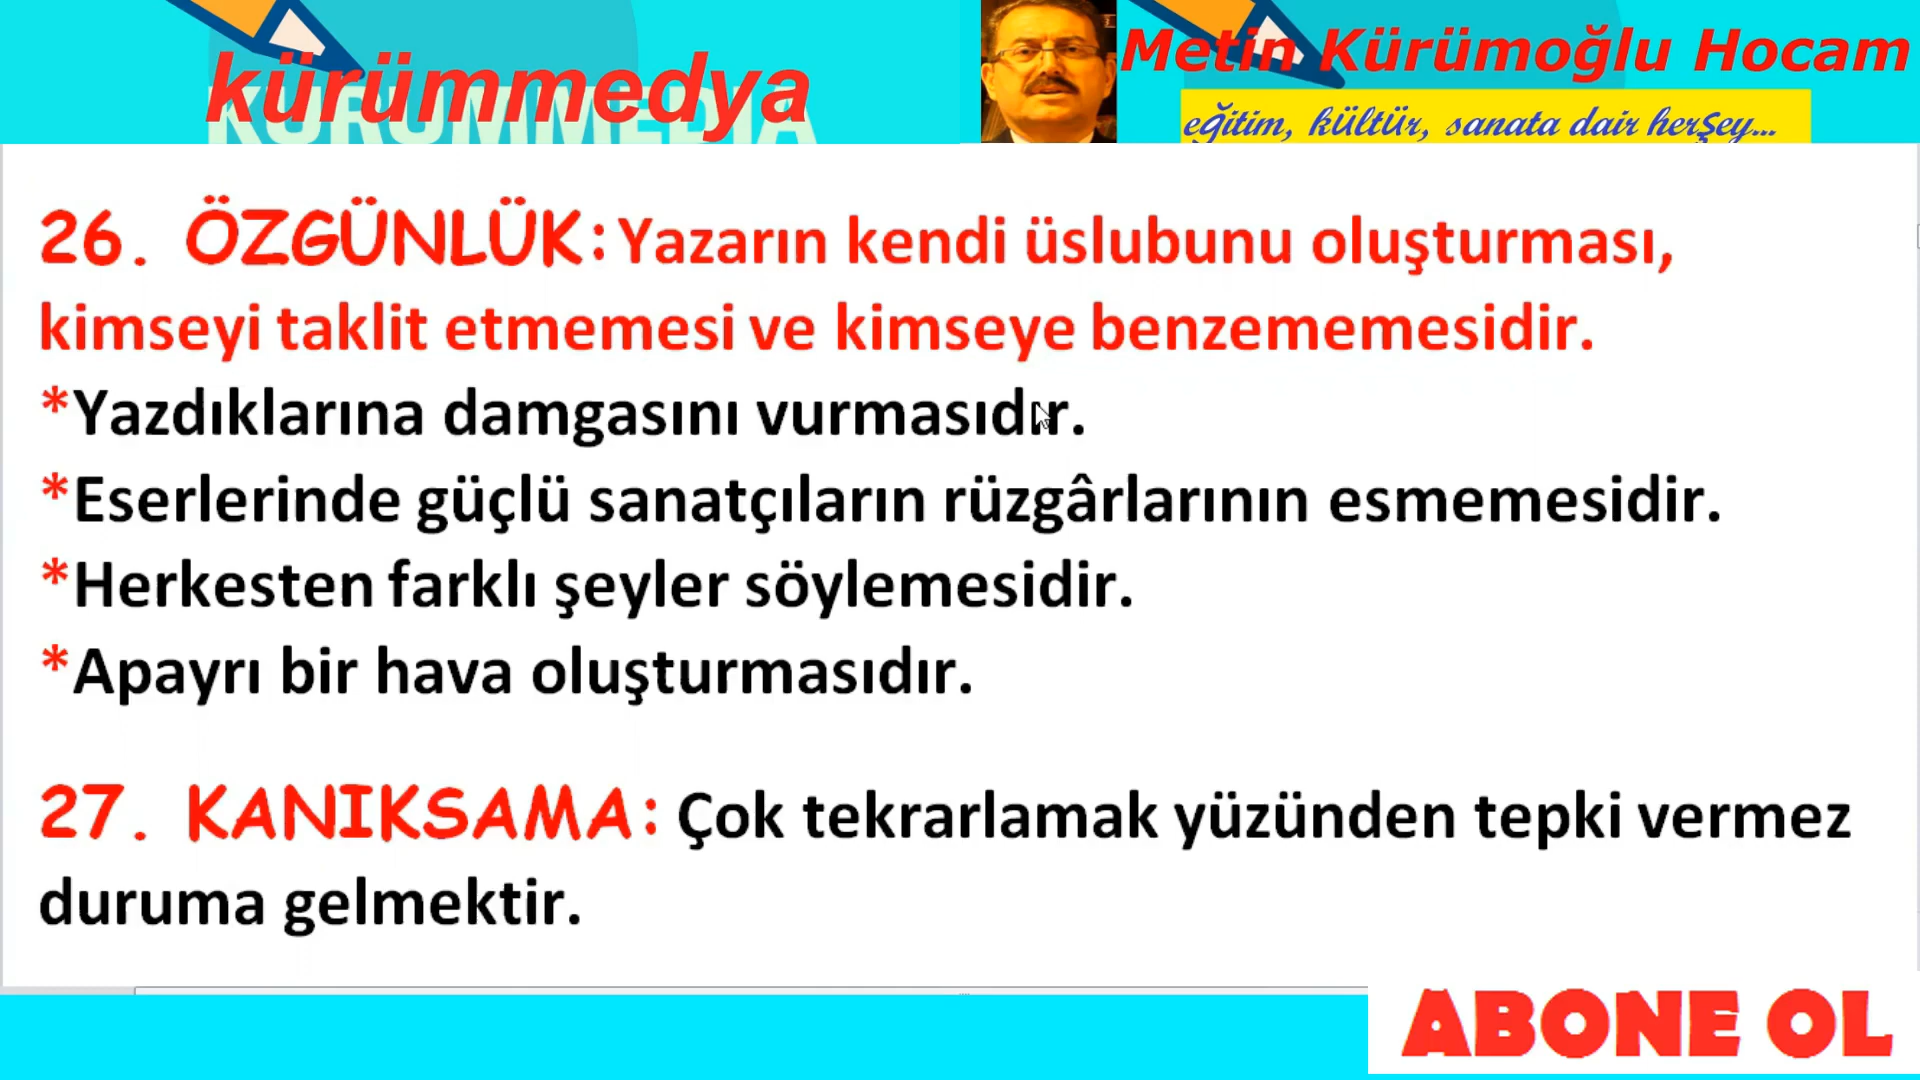 kürümmedya
KÜRÜMMEDIA
Metin Kürümoğlu Hocam
eğitim, kültür, sanata dair herşey...
26. ÖZGÜNLÜK: Yazarın kendi üslubunu oluşturması,
kimseyi taklit etmemesi ve kimseye benzememesidir.
*Yazdıklarına damgasını vurmasıdır.
*Eserlerinde güçlü sanatçıların rüzgârlarının esmemesidir.
*Herkesten farklı şeyler söylemesidir.
*Apayrı bir hava oluşturmasıdır.
27. KANIKSAMA: Çok tekrarlamak yüzünden tepki vermez
duruma gelmektir.
ABONE OL